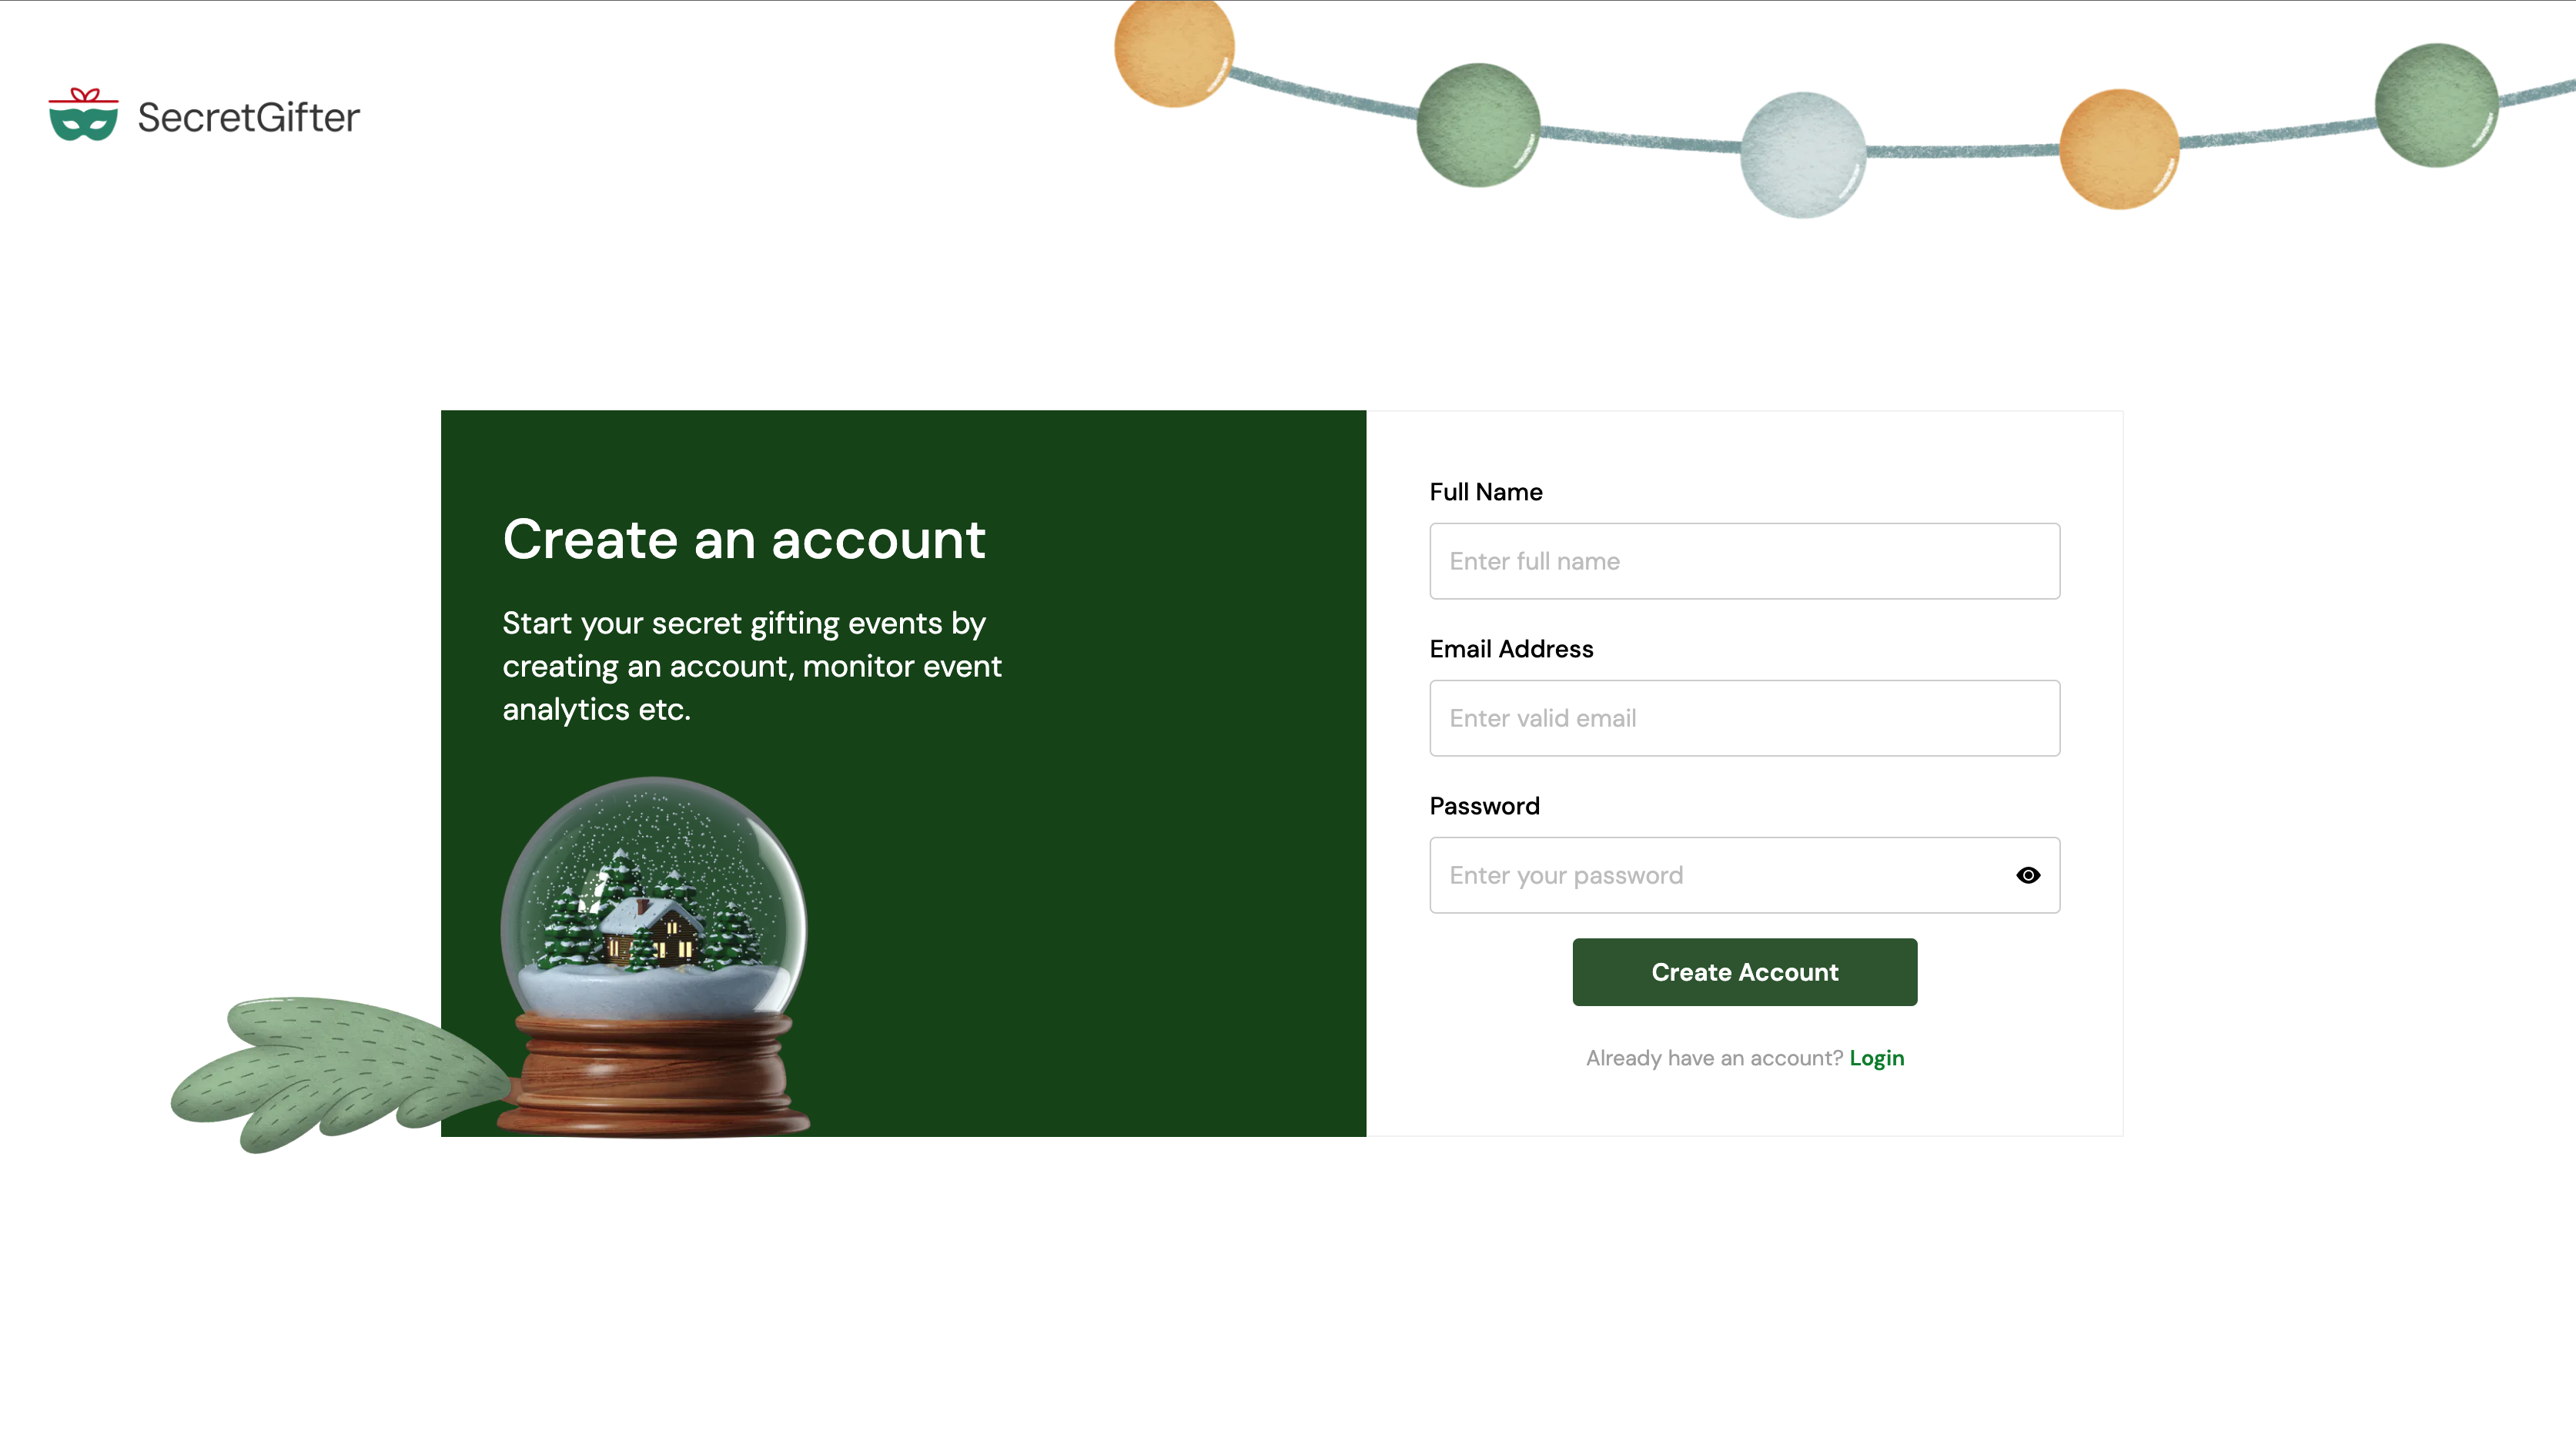 SecretGifter
Create an account
Start your secret gifting events by
creating an account, monitor event
analytics etc.
Full Name
Enter full name
Email Address
Enter valid email
Password
Enter your password
Create Account
Already have an account? Login